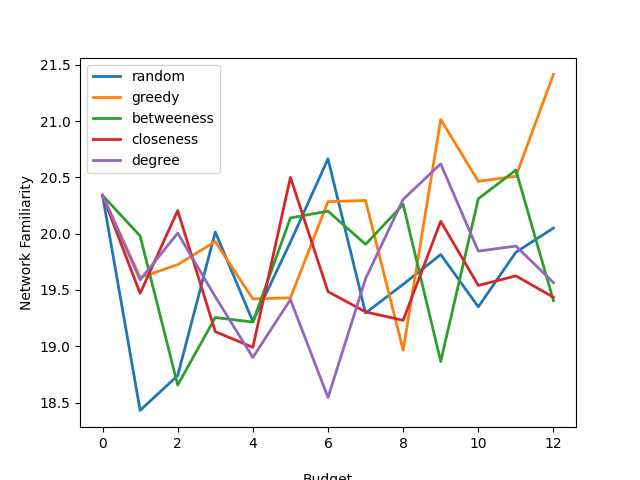 21.5
21.0
20.5
20.0
19.5
19.0
18.5
Network Familiarity
random
greedy
betweeness
closeness
degree
0 2 4 6 8 10 12
Budget